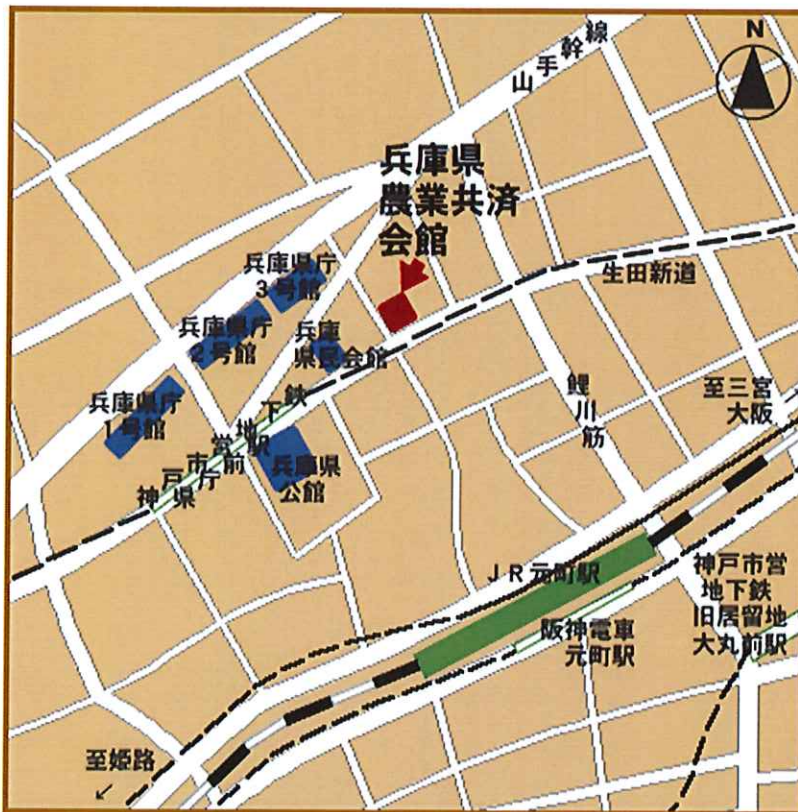 N
山手幹線
兵庫県
農業共済
会館
兵庫県庁
3号館
生田新道
兵庫県庁
2号館
兵庫
県民会館
兵庫県庁
1号館
鯉川筋
至三宮
大阪
神戸市営地下鉄
県庁前駅
兵庫県
公館
JR元町駅
神戸市営
地下鉄
旧居留地
大丸前駅
阪神電車
元町駅
至姫路